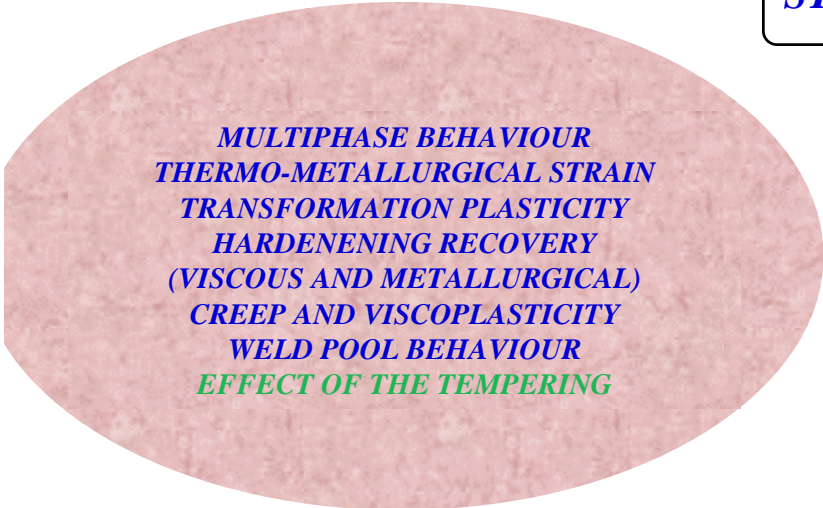 MULTIPHASE BEHAVIOUR
THERMO-METALLURGICAL STRAIN
TRANSFORMATION PLASTICITY
HARDENENING RECOVERY
(VISCOUS AND METALLURGICAL)
CREEP AND VISCOPLASTICITY
WELD POOL BEHAVIOUR
EFFECT OF THE TEMPERING